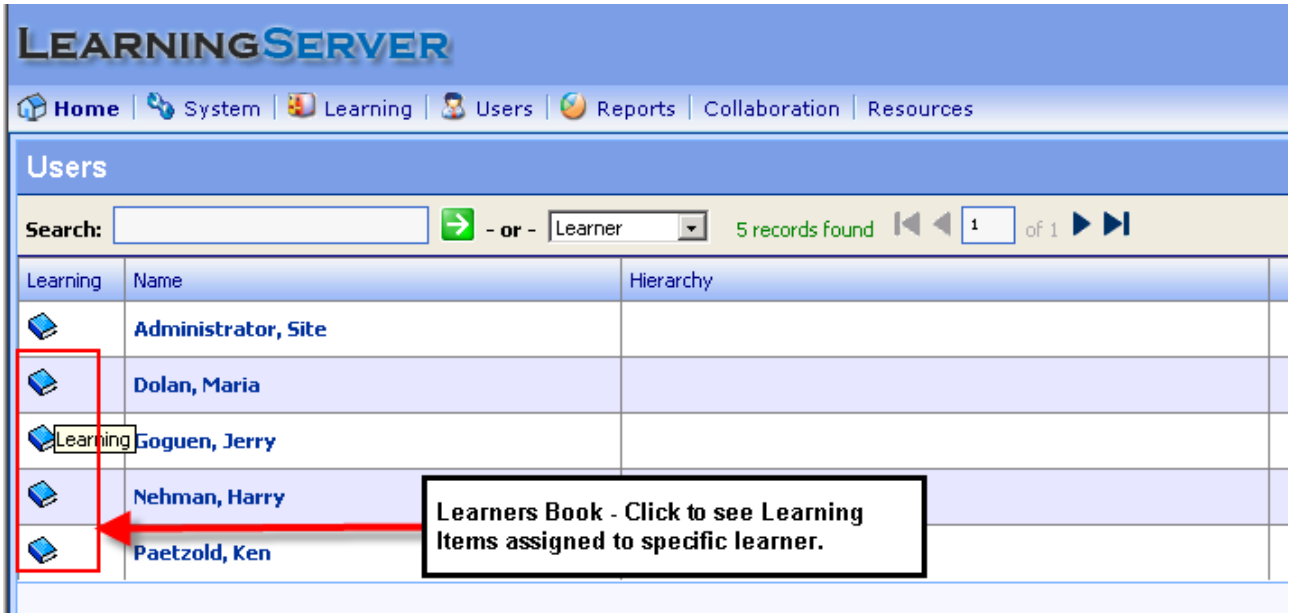 LEARNINGSERVER
Home | System | Learning | Users | Reports | Collaboration | Resources
Users
Search: - or - Learner 5 records found 1 of 1
Learning Name Hierarchy
Administrator, Site
Dolan, Maria
Learning Goguen, Jerry
Nehman, Harry
Learners Book - Click to see Learning
Items assigned to specific learner.
Paetzold, Ken